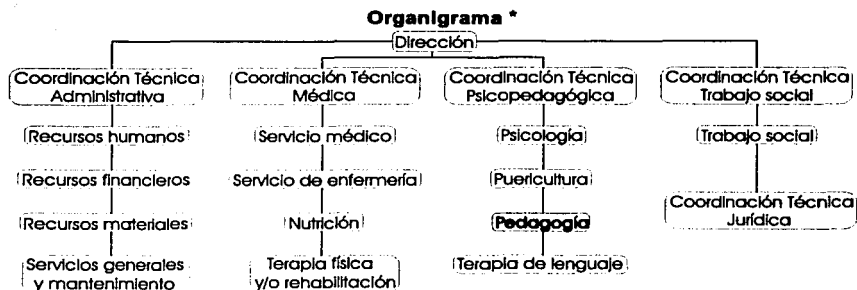 Organigrama *
Dirección
Coordinación Técnica
Administrativa
Coordinación Técnica
Médica
Coordinación Técnica
Psicopedagógica
Coordinación Técnica
Trabajo social
Recursos humanos
Servicio médico
Psicología
Trabajo social
Recursos financieros
Servicio de enfermería
Puericultura
Coordinación Técnica
Jurídica
Recursos materiales
Nutrición
Pedagogía
Servicios generales
y mantenimiento
Terapia física
y/o rehabilitación
Terapia de lenguaje